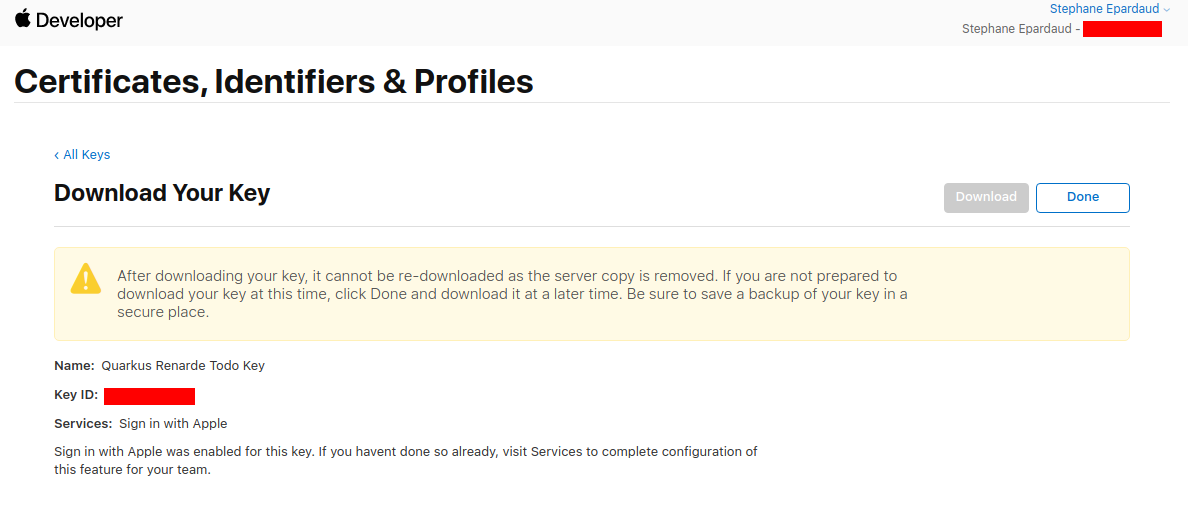 Developer
Stephane Epardaud
Stephane Epardaud -
Certificates, Identifiers & Profiles
‹ All Keys
Download Your Key
Download
Done
After downloading your key, it cannot be re-downloaded as the server copy is removed. If you are not prepared to
download your key at this time, click Done and download it at a later time. Be sure to save a backup of your key in a
secure place.
Name: Quarkus Renarde Todo Key
Key ID:
Services: Sign in with Apple
Sign in with Apple was enabled for this key. If you havent done so already, visit Services to complete configuration of
this feature for your team.